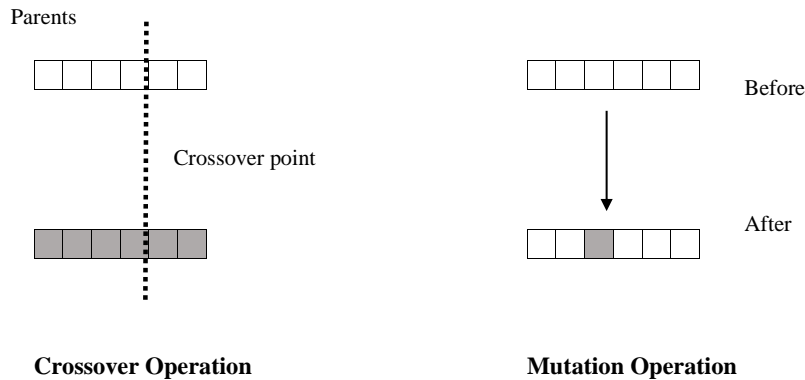 Parents
Before
Crossover point
After
Crossover Operation
Mutation Operation